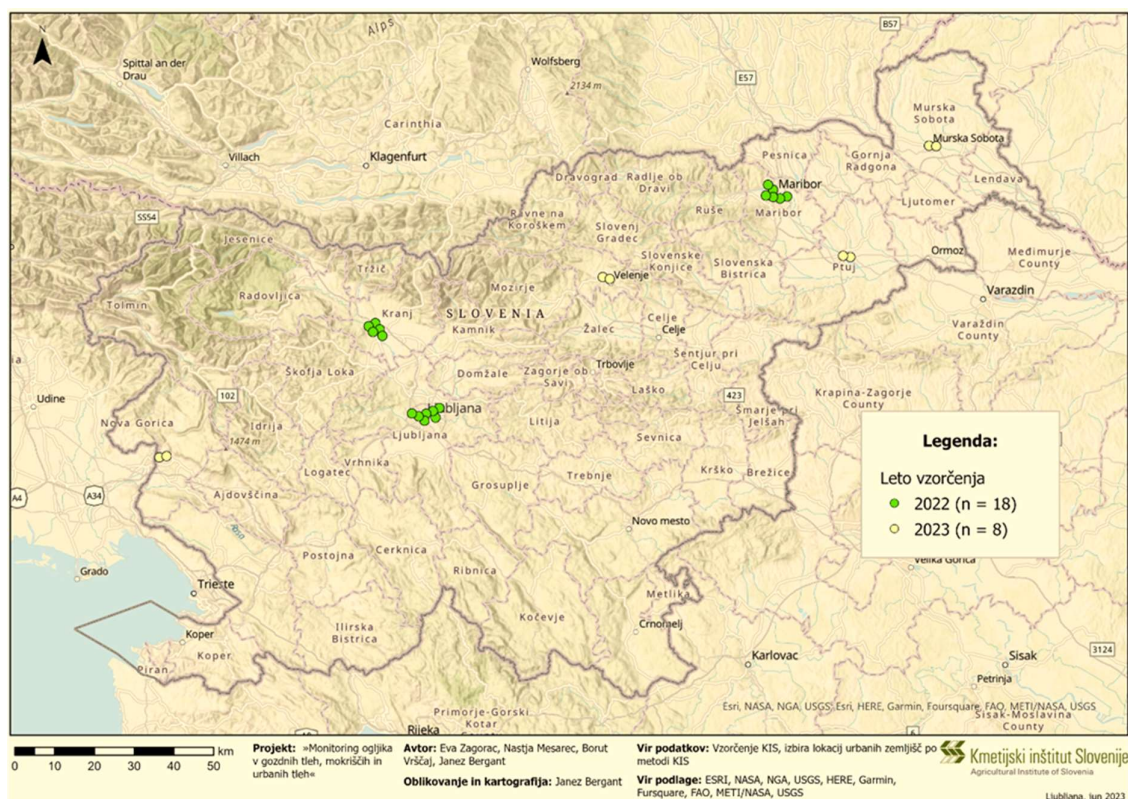 N
Alps
B57
Spittal an der
Drau
Wolfsberg
2134 m
E57
Carinthia
Murska
Sobota
Murska Sobota
Villach
Klagenfurt
Pesnica
Gornja
Radgona
Dravograd
Radlje ob
Dravi
Maribor
Lendava
SS54
Ravne na
Koroškem
Ruše
Maribor
Ljutomer
Slovenj
Gradec
Jesenice
Tržič
Slovenske
Konjice
Slovenska
Bistrica
Ptuj
Ormoz
Međimurje
County
Velenje
Mozirje
Tolmin
Radovljica
Kranj
SLOVENIA
Kamnik
Varazdin
Celje
Celje
Žalec
Varaždin
County
Škofja Loka
Domžale
Zagorje ob
Savi
Trbovlje
Šentjur pri
Celju
Laško
Udine
102
423
Krapina-Zagorje
County
Nova Gorica
Idrija
1474 m
Ljubljana
Ljubljana
Litija
Šmarje pri
Jelšah
Sevnica
Vrhnika
Logatec
Grosuplje
Trebnje
Krško
Brežice
A4
A34
Ajdovščina
Novo mesto
Legenda:
Leto vzorčenja
2022 (n = 18)
2023 (n = 8)
Velika Gorica
Postojna
Cerknica
Ribnica
Grado
Trieste
Metlika
Kočevje
Črnomelj
Ilirska
Bistrica
Koper
Koper
Piran
Karlovac
Sisak
3124
Petrinja
Primorje-Gorski
Kotar
Rijeka
Esri, NASA, NGA, USGS, Esri, HERE, Garmin, Foursquare, FAO, METI/NASA, USGS
Sisak-Moslavina
County
6
0 10 20 30 40 50 km
Projekt: »Monitoring ogljika
v gozdnih tleh, mokriščih in
urbanih tleh«
Avtor: Eva Zagorac, Nastja Mesarec, Borut
Vrščaj, Janez Bergant
Oblikovanje in kartografija: Janez Bergant
Vir podatkov: Vzorčenje KIS, izbira lokacij urbanih zemljišč po
metodi KIS
Vir podlage: ESRI, NASA, NGA, USGS, HERE, Garmin,
Fursquare, FAO, METI/NASA, USGS
Kmetijski inštitut Slovenije
Agricultural Institute of Slovenia
Ljubljana, jun 2023